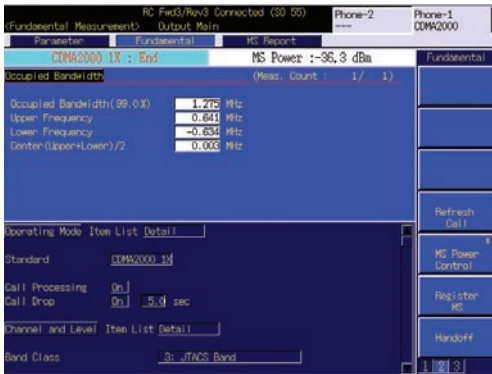 RC Fwd3/Rev3 Connected (SO 55)
<Fundamental Measurement> Output Main
Phone-2
----
Phone-1
CDMA2000
Parameter Fundamental MS Report
Fundamental
CDMA2000 1X : End MS Power :-36.3 dBm
Occupied Bandwidth (Meas. Count : 1/ 1)
Occupied Bandwidth(99.0%) 1.275 MHz
Upper Frequency 0.641 MHz
Lower Frequency -0.634 MHz
Center(Upper+Lower)/2 0.003 MHz
Refresh
Call
Operating Mode Item List Detail
Standard CDMA2000 1X
*
MS Power
Control
Call Processing On
Call Drop On 5.0 sec
Register
MS
Channel and Level Item List Detail
Handoff
Band Class 3: JTACS Band
1 2 3